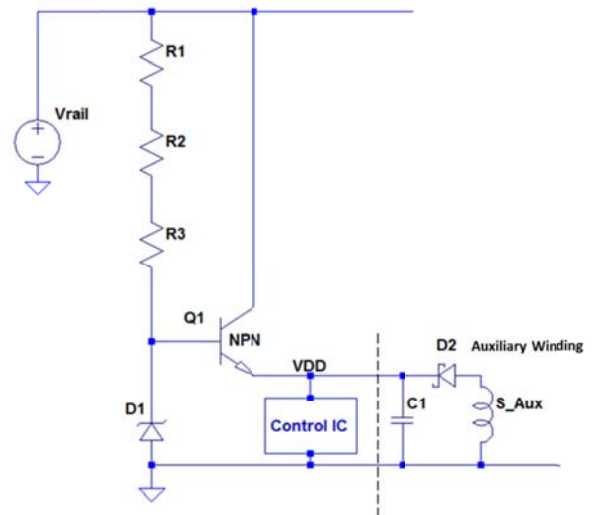 R1
Vrail
R2
R3
Q1
NPN
VDD
D2
Auxiliary Winding
D1
Control IC
C1
S_Aux